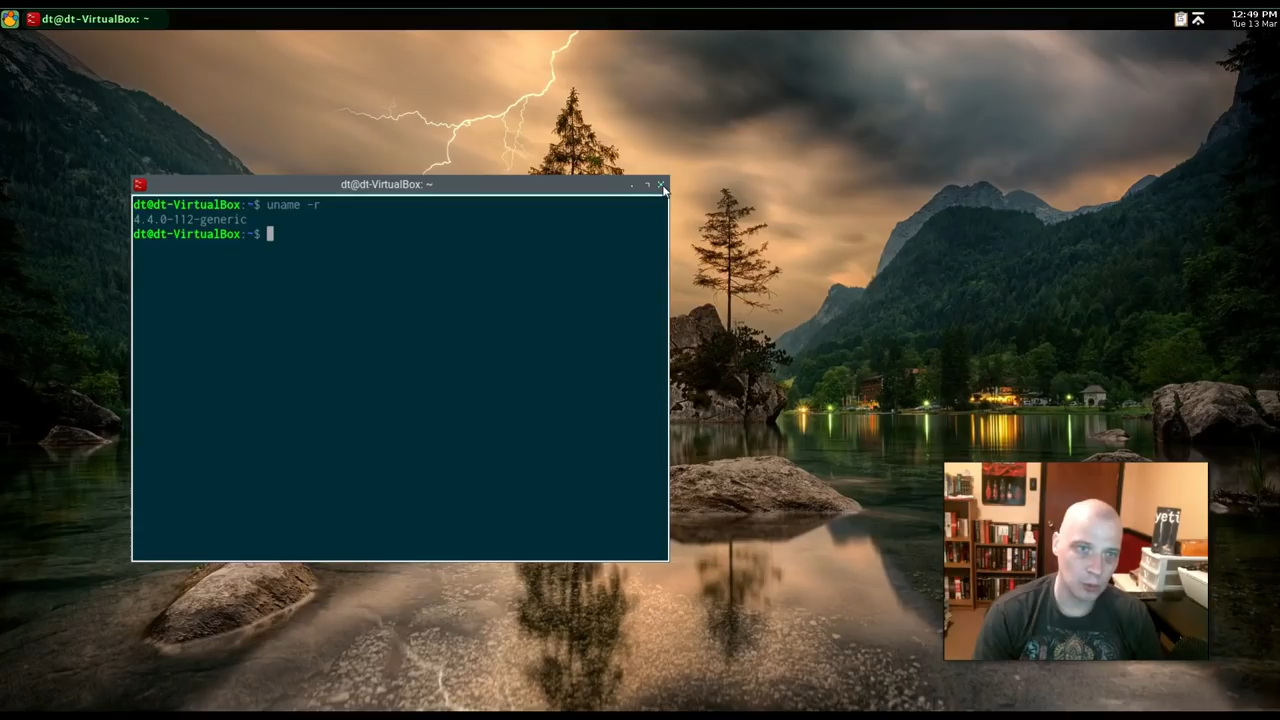 dt@dt-VirtualBox: ~
12:49 PM
Tue 13 Mar
dt@dt-VirtualBox: ~
dt@dt-VirtualBox:~$ uname -r
4.4.0-112-generic
dt@dt-VirtualBox:~$
yeti